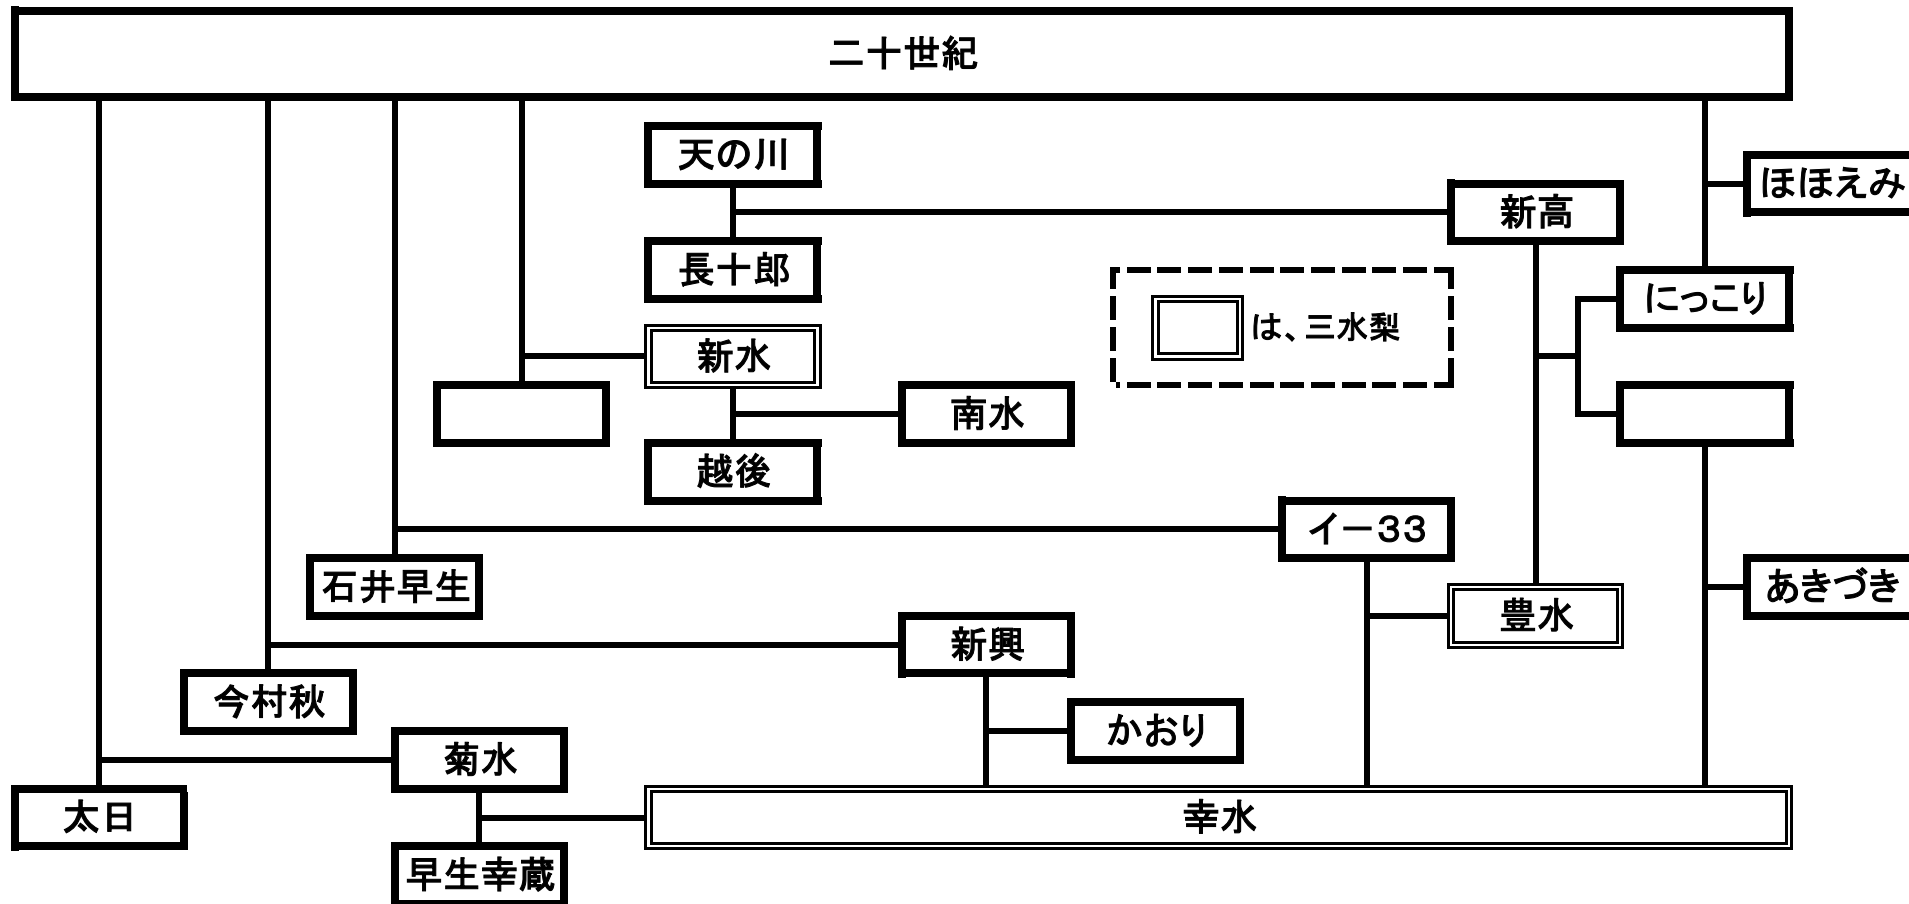 二十世紀
天の川
ほほえみ
新高
長十郎
にっこり
は、三水梨
新水
南水
越後
イー33
石井早生
あきづき
豊水
新興
今村秋
かおり
菊水
太日
幸水
早生幸蔵